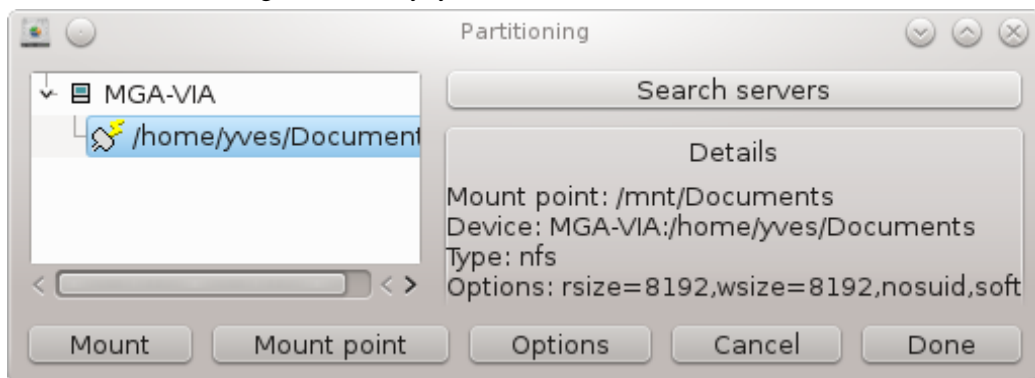 Partitioning
MGA-VIA
/home/yves/Document
Search servers
Details
Mount point: /mnt/Documents
Device: MGA-VIA:/home/yves/Documents
Type: nfs
Options: rsize=8192,wsize=8192,nosuid,soft
Mount
Mount point
Options
Cancel
Done